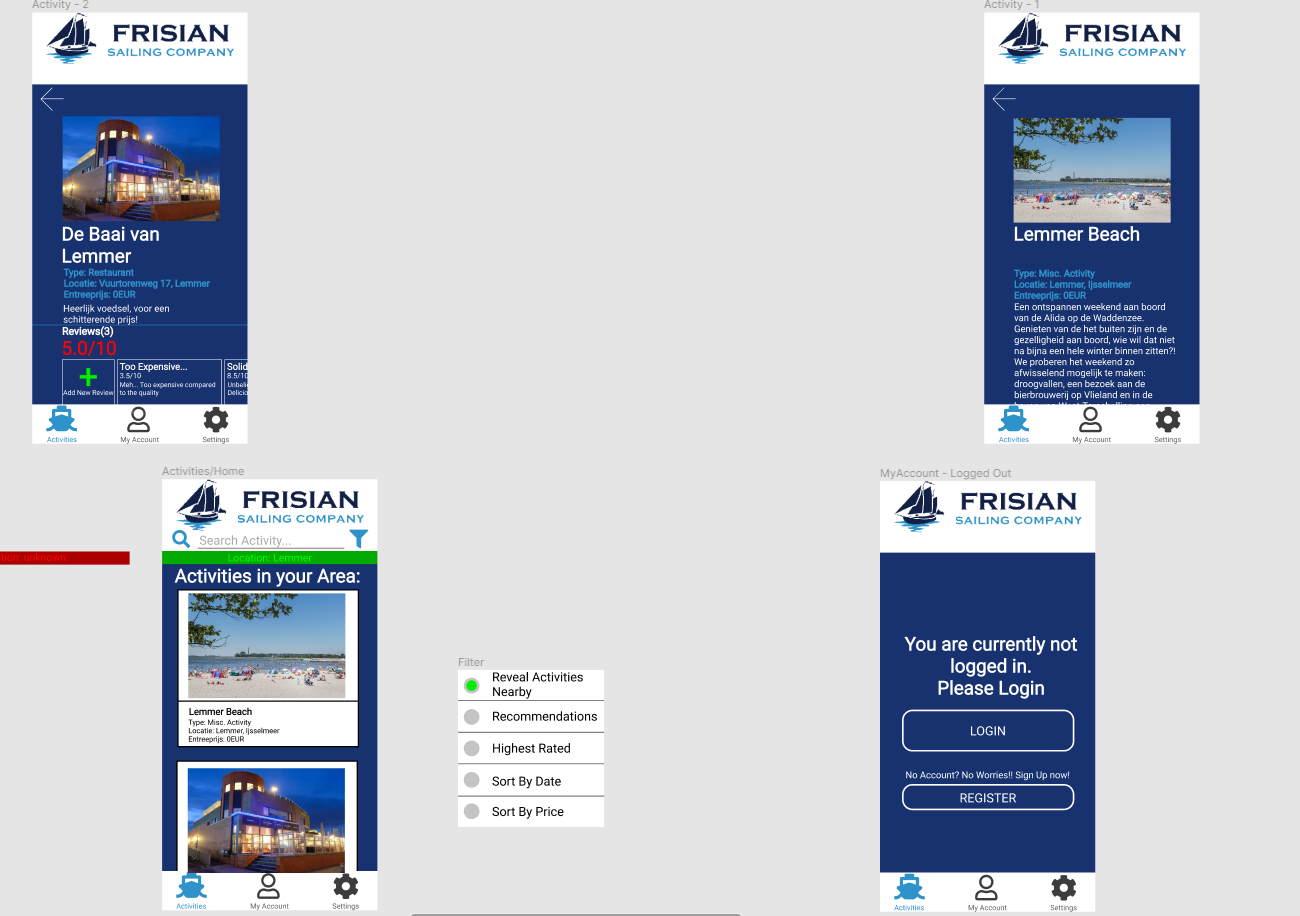 Activity - 2
FRISIAN
SAILING COMPANY
De Baai van
Lemmer
Type: Restaurant
Locatie: Vuurtorenweg 17, Lemmer
Entreeprijs: 0EUR
Heerlijk voedsel, voor een
schitterende prijs!
Reviews(3)
5.0/10
Add New Review
Too Expensive...
3.5/10
Meh... Too expensive compared
to the quality
Solid
8.5/10
Activities
My Account
Settings
Activity - 1
FRISIAN
SAILING COMPANY
Lemmer Beach
Type: Misc. Activity
Locatie: Lemmer, Ijsselmeer
Entreeprijs: 0EUR
Een ontspannen weekend aan boord
van de Alida op de Waddenzee.
Genieten van de het buiten zijn en de
gezelligheid aan boord, wie wil dat niet
na bijna een hele winter binnen zitten?!
We proberen het weekend zo
afwisselend mogelijk te maken:
droogvallen, een bezoek aan de
bierbrouwerij op Vlieland en in de
Activities
My Account
Settings
unknown
Activities/Home
FRISIAN
SAILING COMPANY
Search Activity...
Location: Lemmer
Activities in your Area:
Lemmer Beach
Type: Misc. Activity
Locatie: Lemmer, Ijsselmeer
Entreeprijs: 0EUR
Activities
My Account
Settings
Filter
Reveal Activities
Nearby
Recommendations
Highest Rated
Sort By Date
Sort By Price
MyAccount - Logged Out
FRISIAN
SAILING COMPANY
You are currently not
logged in.
Please Login
LOGIN
No Account? No Worries!! Sign Up now!
REGISTER
Activities
My Account
Settings